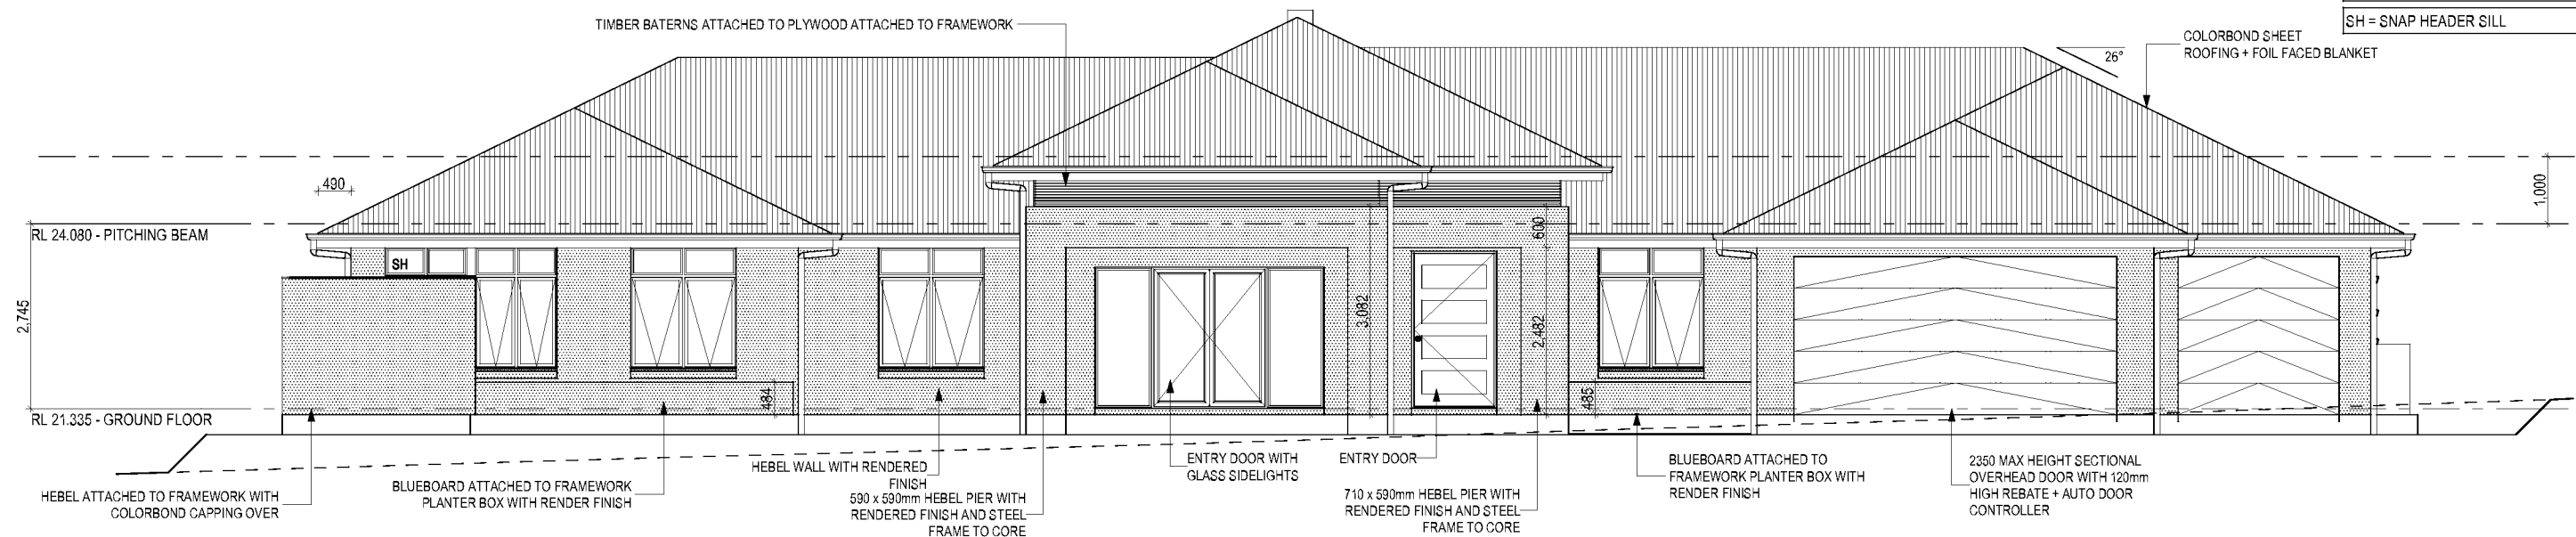 TIMBER BATERNS ATTACHED TO PLYWOOD ATTACHED TO FRAMEWORK
SH = SNAP HEADER SILL
COLORBOND SHEET
ROOFING + FOIL FACED BLANKET
26°
490
1,000
RL 24.080 - PITCHING BEAM
600
SH
2,745
3,082
2,482
484
485
RL 21.335 - GROUND FLOOR
HEBEL ATTACHED TO FRAMEWORK WITH
COLORBOND CAPPING OVER
BLUEBOARD ATTACHED TO FRAMEWORK
PLANTER BOX WITH RENDER FINISH
HEBEL WALL WITH RENDERED
FINISH
590 x 590mm HEBEL PIER WITH
RENDERED FINISH AND STEEL
FRAME TO CORE
ENTRY DOOR WITH
GLASS SIDELIGHTS
ENTRY DOOR
710 x 590mm HEBEL PIER WITH
RENDERED FINISH AND STEEL
FRAME TO CORE
BLUEBOARD ATTACHED TO
FRAMEWORK PLANTER BOX WITH
RENDER FINISH
2350 MAX HEIGHT SECTIONAL
OVERHEAD DOOR WITH 120mm
HIGH REBATE + AUTO DOOR
CONTROLLER